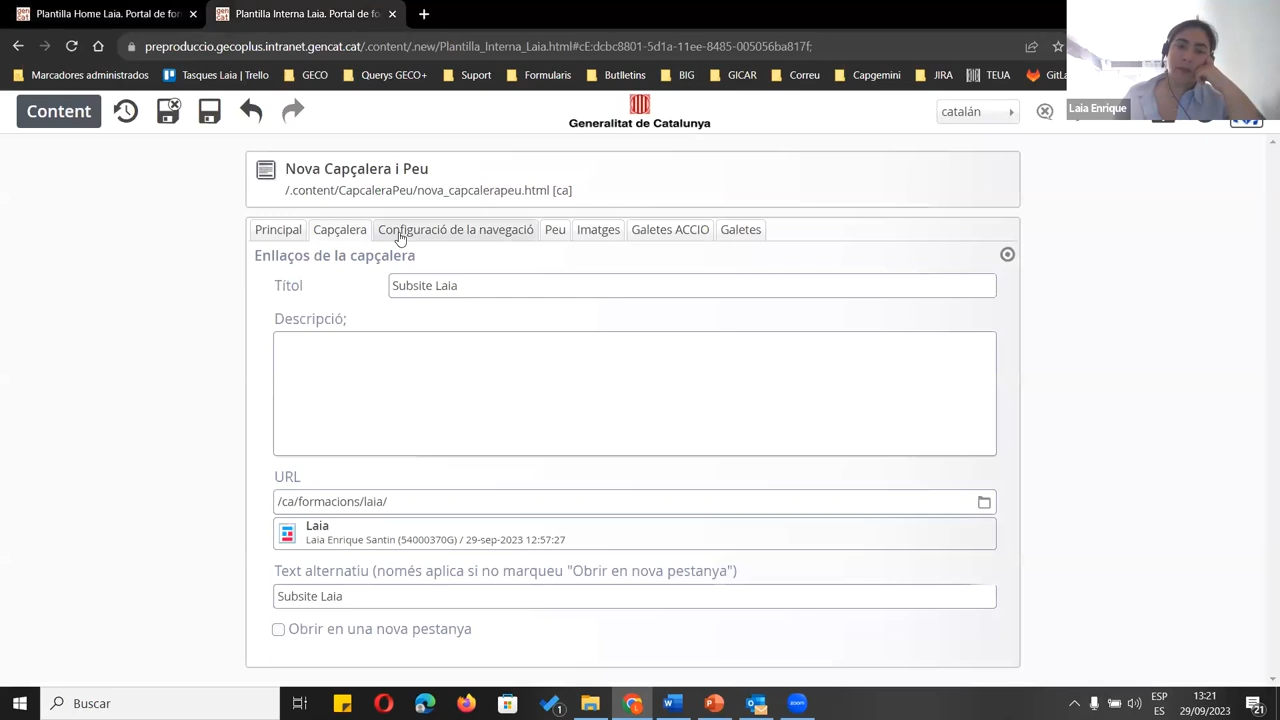 Plantilla Home Laia. Portal de for
Plantilla Interna Laia. Portal de fo
preproduccio.gecoplus.intranet.gencat.cat/.content/.new/Plantilla_Interna_Laia.html#cE;dcbc8801-5d1a-11ee-8485-005056ba817f;
Marcadores administrados
Tasques Laia | Trello
GECO
Querys CKAN
Suport
Formularis
Butlletins
BIG
GICAR
Correu
Capgemini
JIRA
TEUA
GitLa
Laia Enrique
Content
Generalitat de Catalunya
catalán
Nova Capçalera i Peu
/.content/CapcaleraPeu/nova_capcalerapeu.html [ca]
Principal
Capçalera
Configuració de la navegació
Peu
Imatges
Galetes ACCIO
Galetes
Enllaços de la capçalera
Títol
Subsite Laia
Descripció;
URL
/ca/formacions/laia/
Laia
Laia Enrique Santin (54000370G) / 29-sep-2023 12:57:27
Text alternatiu (només aplica si no marqueu "Obrir en nova pestanya")
Subsite Laia
Obrir en una nova pestanya
Buscar
1
zoom
ESP
ES
13:21
29/09/2023
21